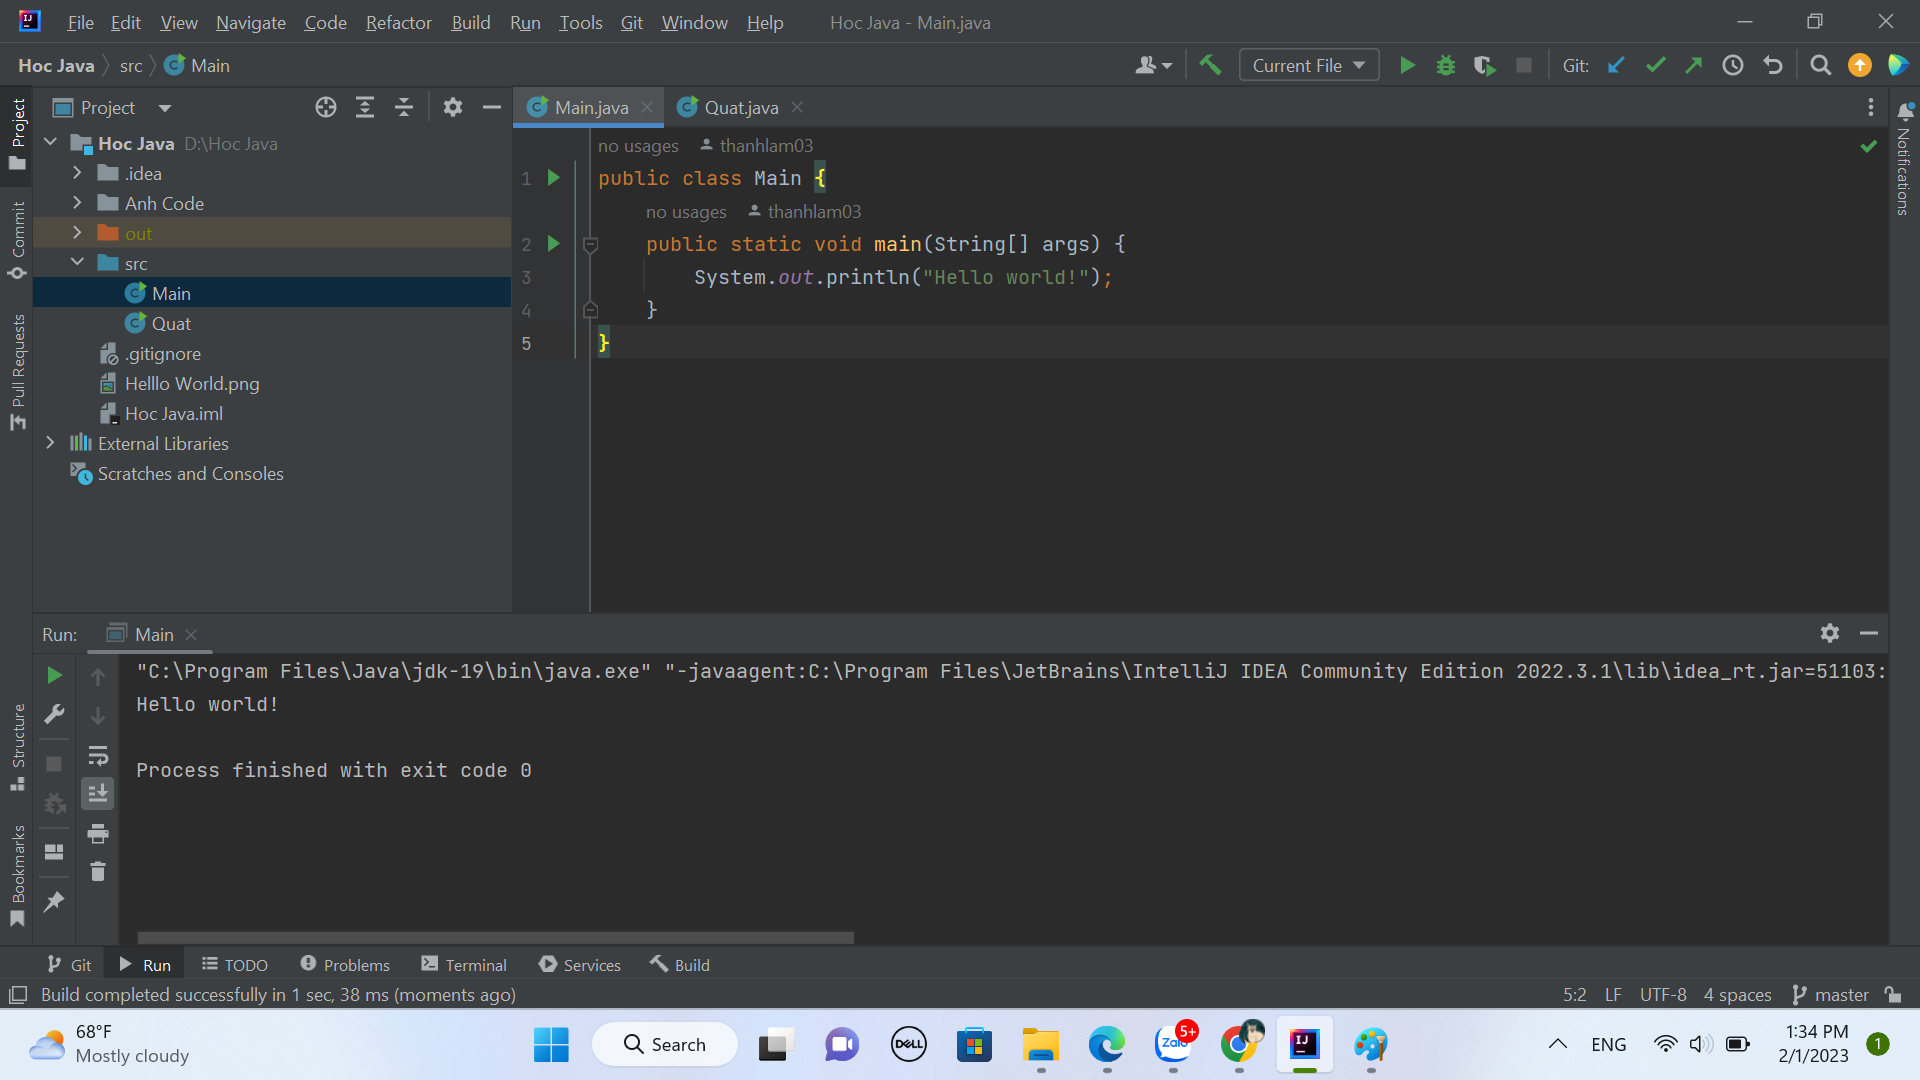 File Edit View Navigate Code Refactor Build Run Tools Git Window Help Hoc Java - Main.java
Hoc Java src Main Current File Git:
Project
Commit
Pull Requests
Structure
Bookmarks
Project
Hoc Java D:\Hoc Java
.idea
Anh Code
out
src
Main
Quat
.gitignore
Helllo World.png
Hoc Java.iml
External Libraries
Scratches and Consoles
Main.java Quat.java
no usages thanhlam03
1 public class Main {
no usages thanhlam03
2 public static void main(String[] args) {
3 System.out.println("Hello world!");
4 }
5 }
Notifications
Run: Main
"C:\Program Files\Java\jdk-19\bin\java.exe" "-javaagent:C:\Program Files\JetBrains\IntelliJ IDEA Community Edition 2022.3.1\lib\idea_rt.jar=51103:
Hello world!
Process finished with exit code 0
Git Run TODO Problems Terminal Services Build
Build completed successfully in 1 sec, 38 ms (moments ago) 5:2 LF UTF-8 4 spaces master
68°F
Mostly cloudy
Search
DELL
Zalo
5+
IJ
ENG
1:34 PM
2/1/2023
1